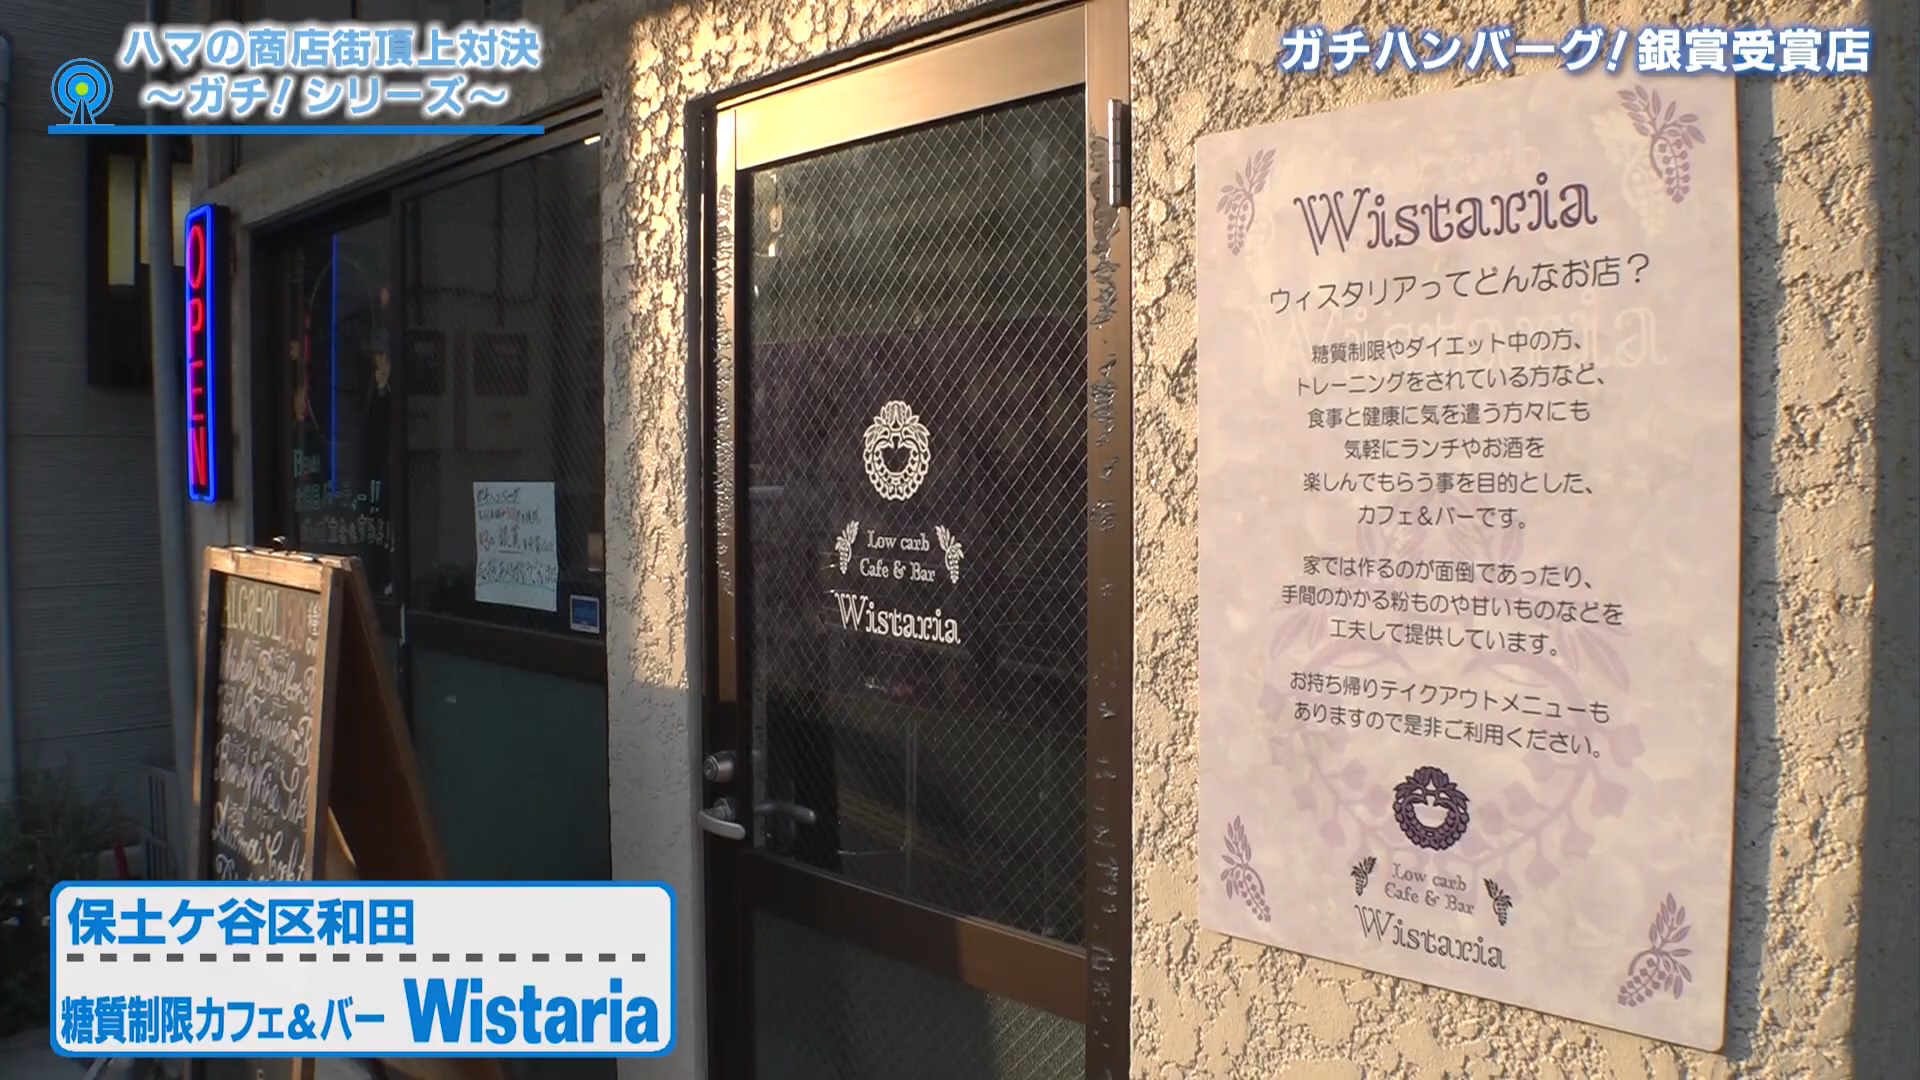 ハマの商店街頂上対決
～ガチ!シリーズ～
ガチハンバーグ!銀賞受賞店
OPEN
ALCOHOL
銀賞
Low carb
Cafe & Bar
Wistaria
Wistaria
ウィスタリアってどんなお店？
糖質制限やダイエット中の方、
トレーニングをされている方など、
食事と健康に気を遣う方々にも
気軽にランチやお酒を
楽しんでもらう事を目的とした、
カフェ＆バーです。
家では作るのが面倒であったり、
手間のかかる粉ものや甘いものなどを
工夫して提供しています。
お持ち帰りテイクアウトメニューも
ありますので是非ご利用ください。
Low carb
Cafe & Bar
Wistaria
保土ケ谷区和田
糖質制限カフェ＆バー Wistaria